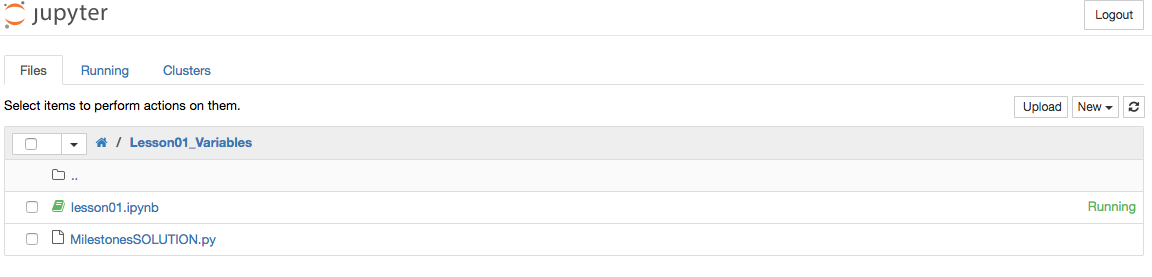 jupyter
Logout
Files Running Clusters
Select items to perform actions on them.
Upload New
/ Lesson01_Variables
..
lesson01.ipynb Running
MilestonesSOLUTION.py